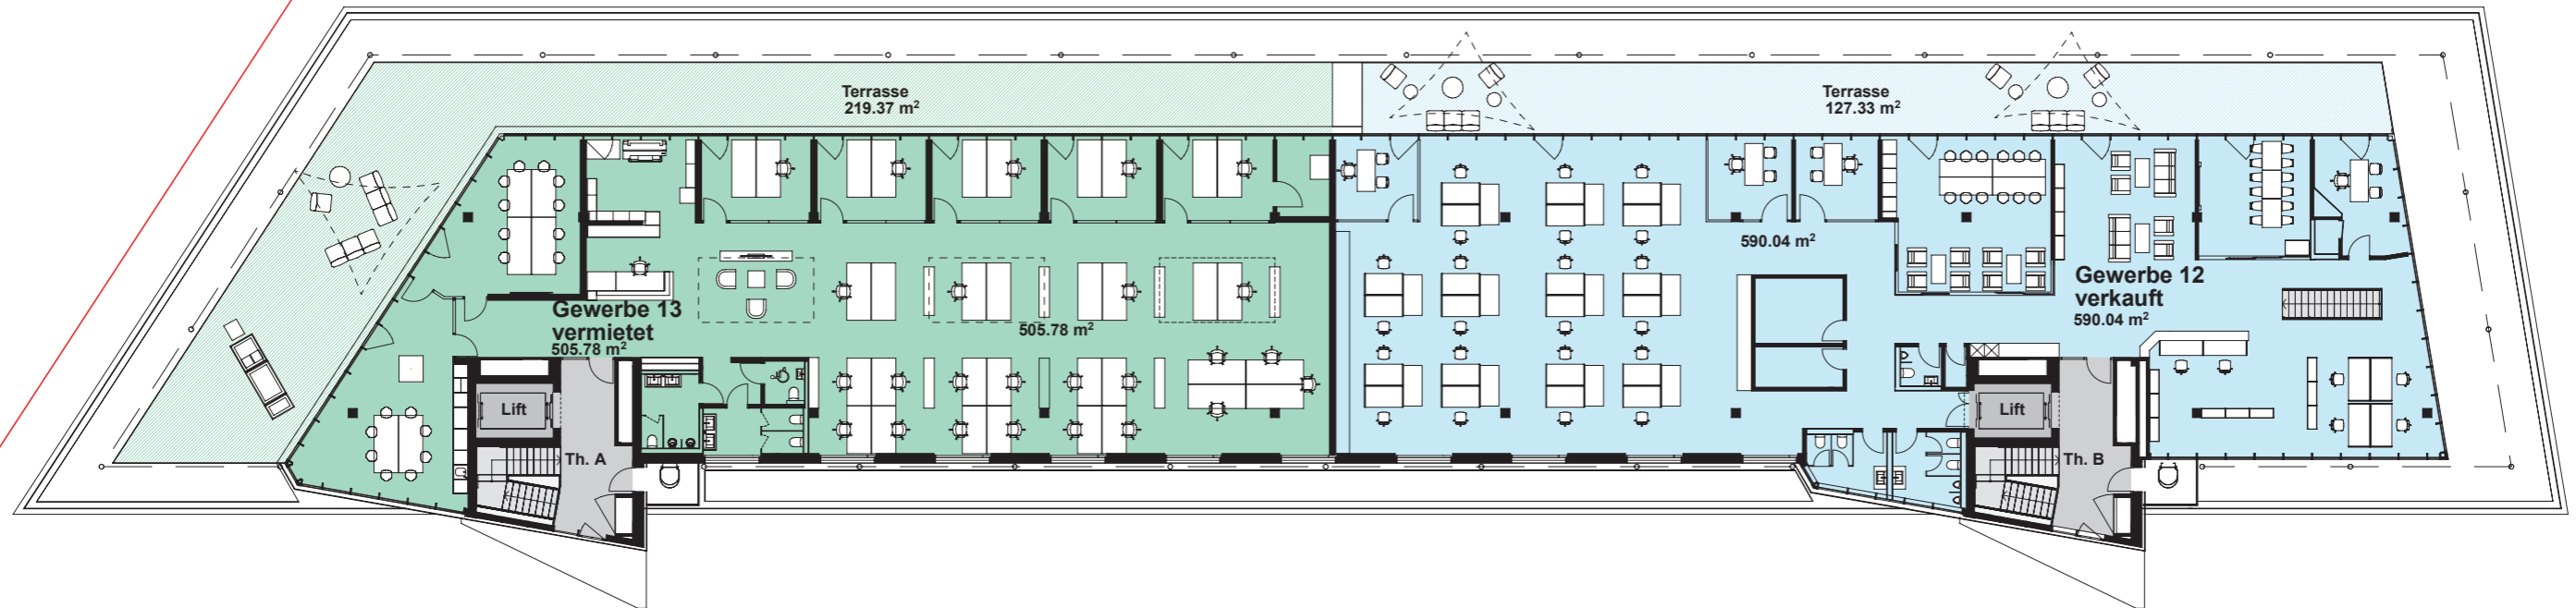 Terrasse
219.37 m²
Terrasse
127.33 m²
590.04 m²
Gewerbe 12
verkauft
590.04 m²
Gewerbe 13
vermietet
505.78 m²
505.78 m²
Lift
Lift
Th. A
Th. B